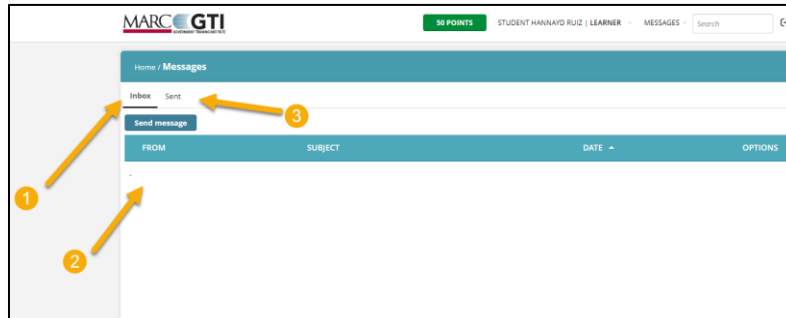 MARC GTI
GOVERNMENT TRAINING INSTITUTE
50 POINTS STUDENT HANNAYD RUIZ | LEARNER MESSAGES Search
Home / Messages
Inbox Sent
3
Send message
FROM SUBJECT DATE OPTIONS
-
1
2